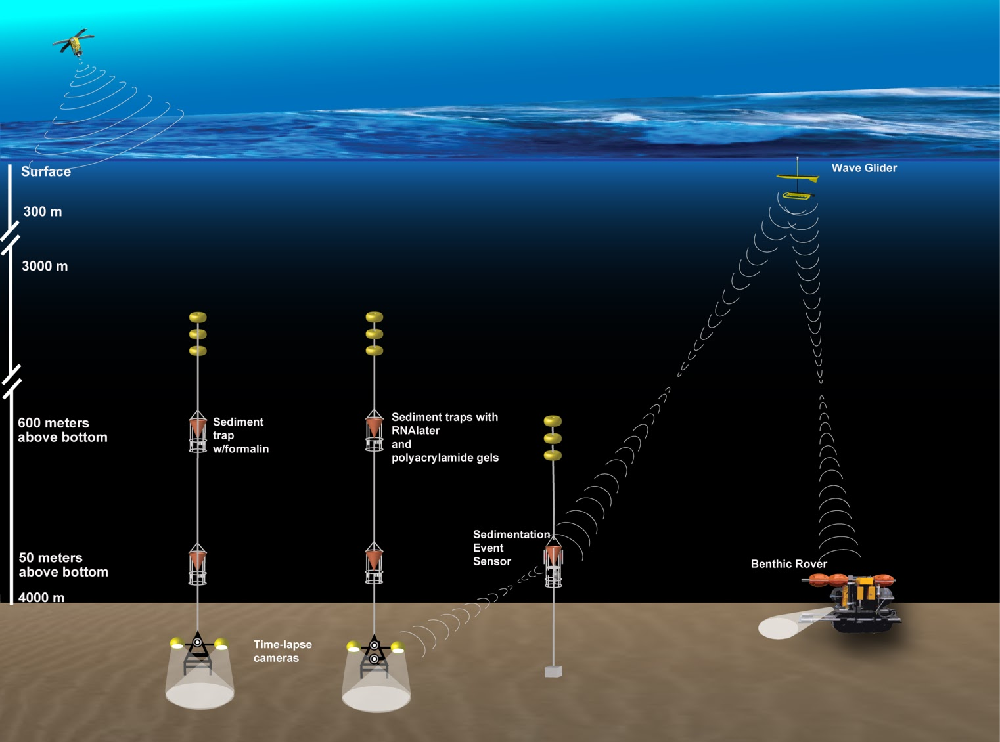 Surface
Wave Glider
300 m
3000 m
600 meters
above bottom
Sediment
trap
w/formalin
Sediment traps with
RNAlater
and
polyacrylamide gels
Sedimentation
Event
Sensor
50 meters
above bottom
Benthic Rover
4000 m
Time-lapse
cameras